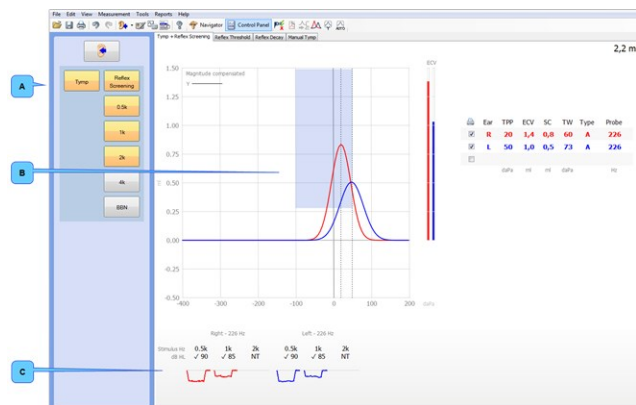 File Edit View Measurement Tools Reports Help
Navigator Control Panel
Tymp + Reflex Screening Reflex Threshold Reflex Decay Manual Tymp
2,2 m
A
Tymp
Reflex Screening
0.5k
1k
2k
4k
BBN
B
C
Magnitude compensated
Y
1.50
1.25
1.00
0.75
0.50
0.25
0.00
-0.25
-0.50
-400 -300 -200 -100 0 100 200 daPa
ECV
Ear TPP ECV SC TW Type Probe
R 20 1,4 0,8 60 A 226
L 50 1,0 0,5 73 A 226
daPa ml ml daPa Hz
Right - 226 Hz Left - 226 Hz
Stimulus Hz 0.5k 1k 2k 0.5k 1k 2k
dB HL ✓ 90 ✓ 85 NT ✓ 90 ✓ 85 NT